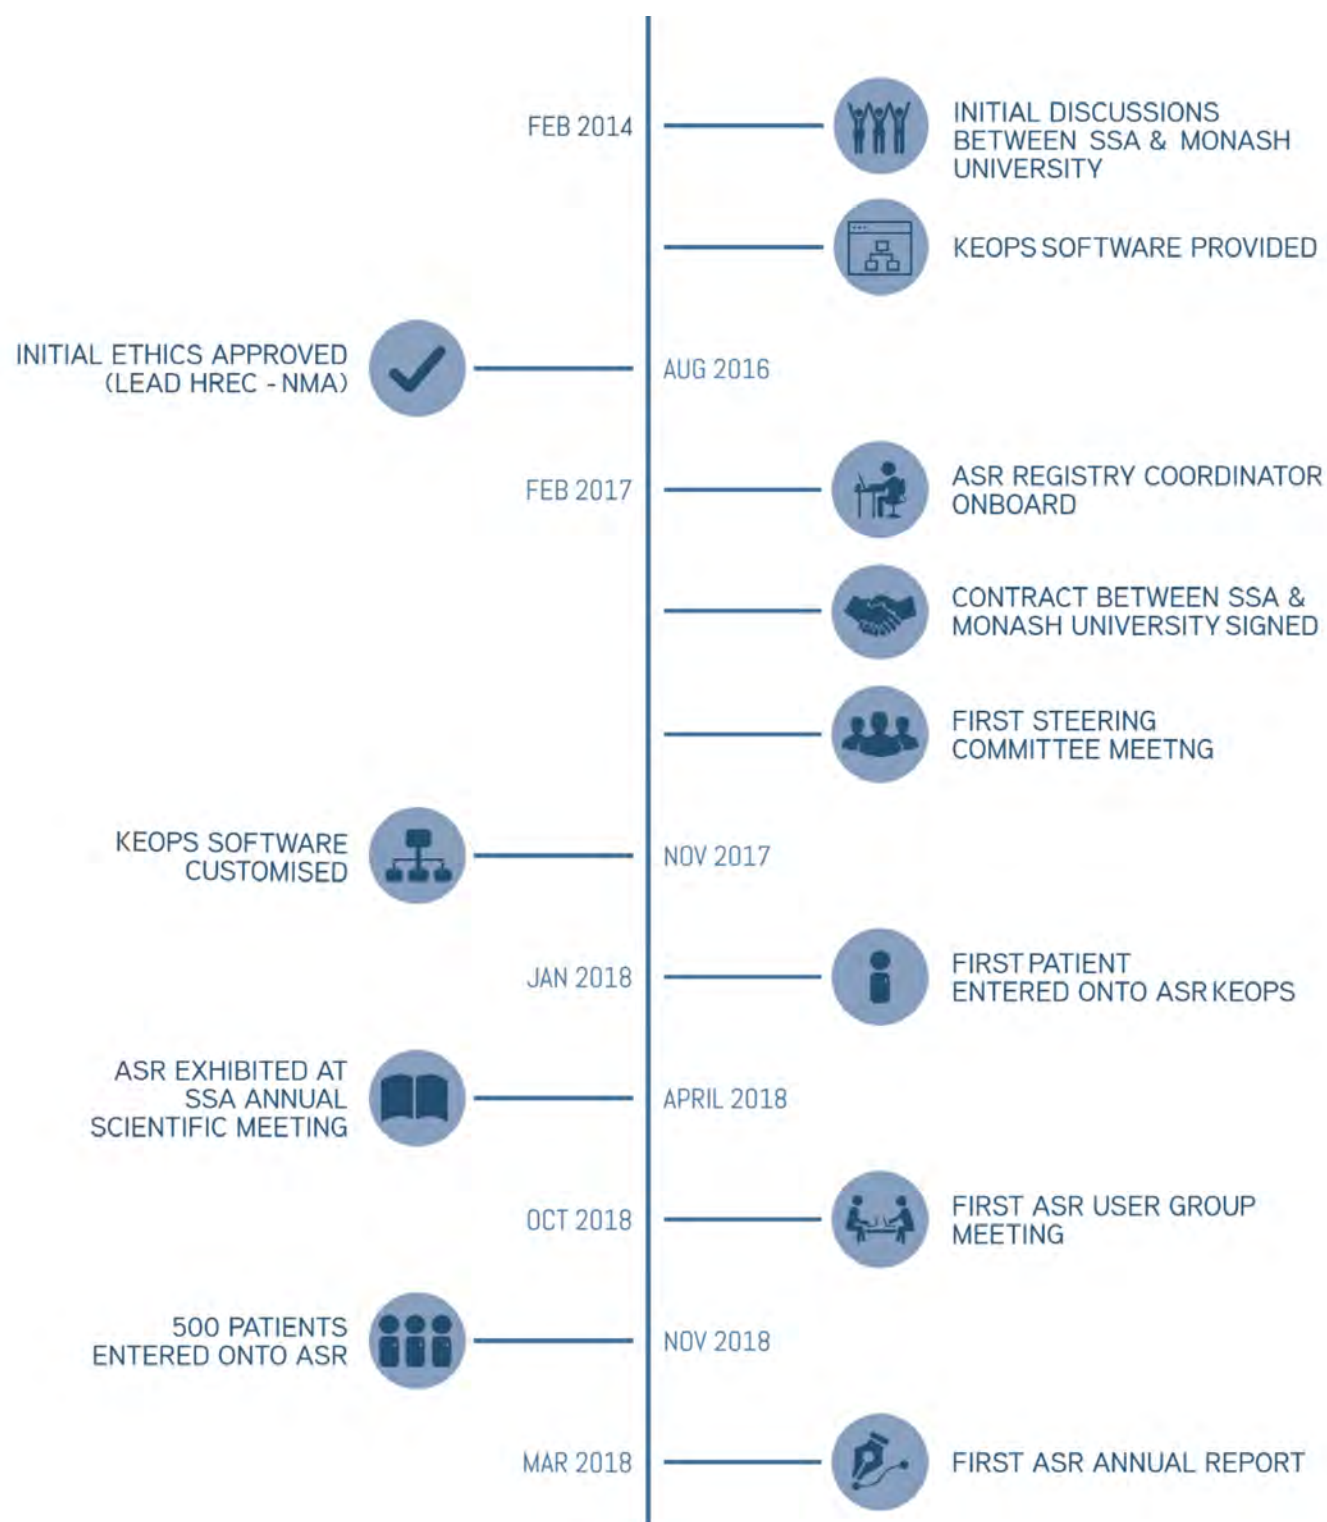 FEB 2014
INITIAL DISCUSSIONS
BETWEEN SSA & MONASH
UNIVERSITY
KEOPS SOFTWARE PROVIDED
INITIAL ETHICS APPROVED
(LEAD HREC - NMA)
AUG 2016
FEB 2017
ASR REGISTRY COORDINATOR
ONBOARD
CONTRACT BETWEEN SSA &
MONASH UNIVERSITY SIGNED
FIRST STEERING
COMMITTEE MEETNG
KEOPS SOFTWARE
CUSTOMISED
NOV 2017
JAN 2018
FIRST PATIENT
ENTERED ONTO ASR KEOPS
ASR EXHIBITED AT
SSA ANNUAL
SCIENTIFIC MEETING
APRIL 2018
OCT 2018
FIRST ASR USER GROUP
MEETING
500 PATIENTS
ENTERED ONTO ASR
NOV 2018
MAR 2018
FIRST ASR ANNUAL REPORT